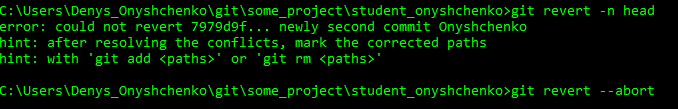 C:\Users\Denys_Onyshchenko\git\some_project\student_onyshchenko>git revert -n head
error: could not revert 7979d9f... newly second commit Onyshchenko
hint: after resolving the conflicts, mark the corrected paths
hint: with 'git add <paths>' or 'git rm <paths>'
C:\Users\Denys_Onyshchenko\git\some_project\student_onyshchenko>git revert --abort